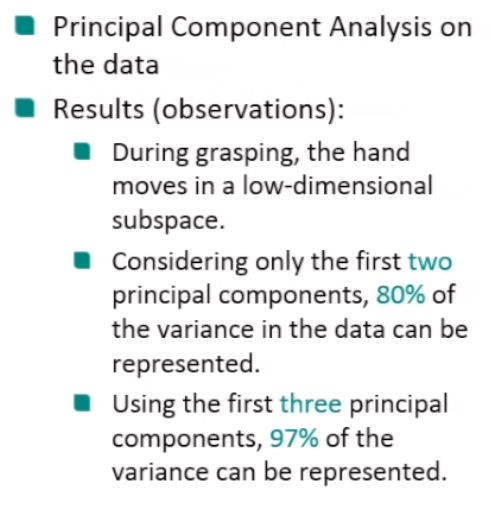 Principal Component Analysis on
the data
Results (observations):
During grasping, the hand
moves in a low-dimensional
subspace.
Considering only the first two
principal components, 80% of
the variance in the data can be
represented.
Using the first three principal
components, 97% of the
variance can be represented.